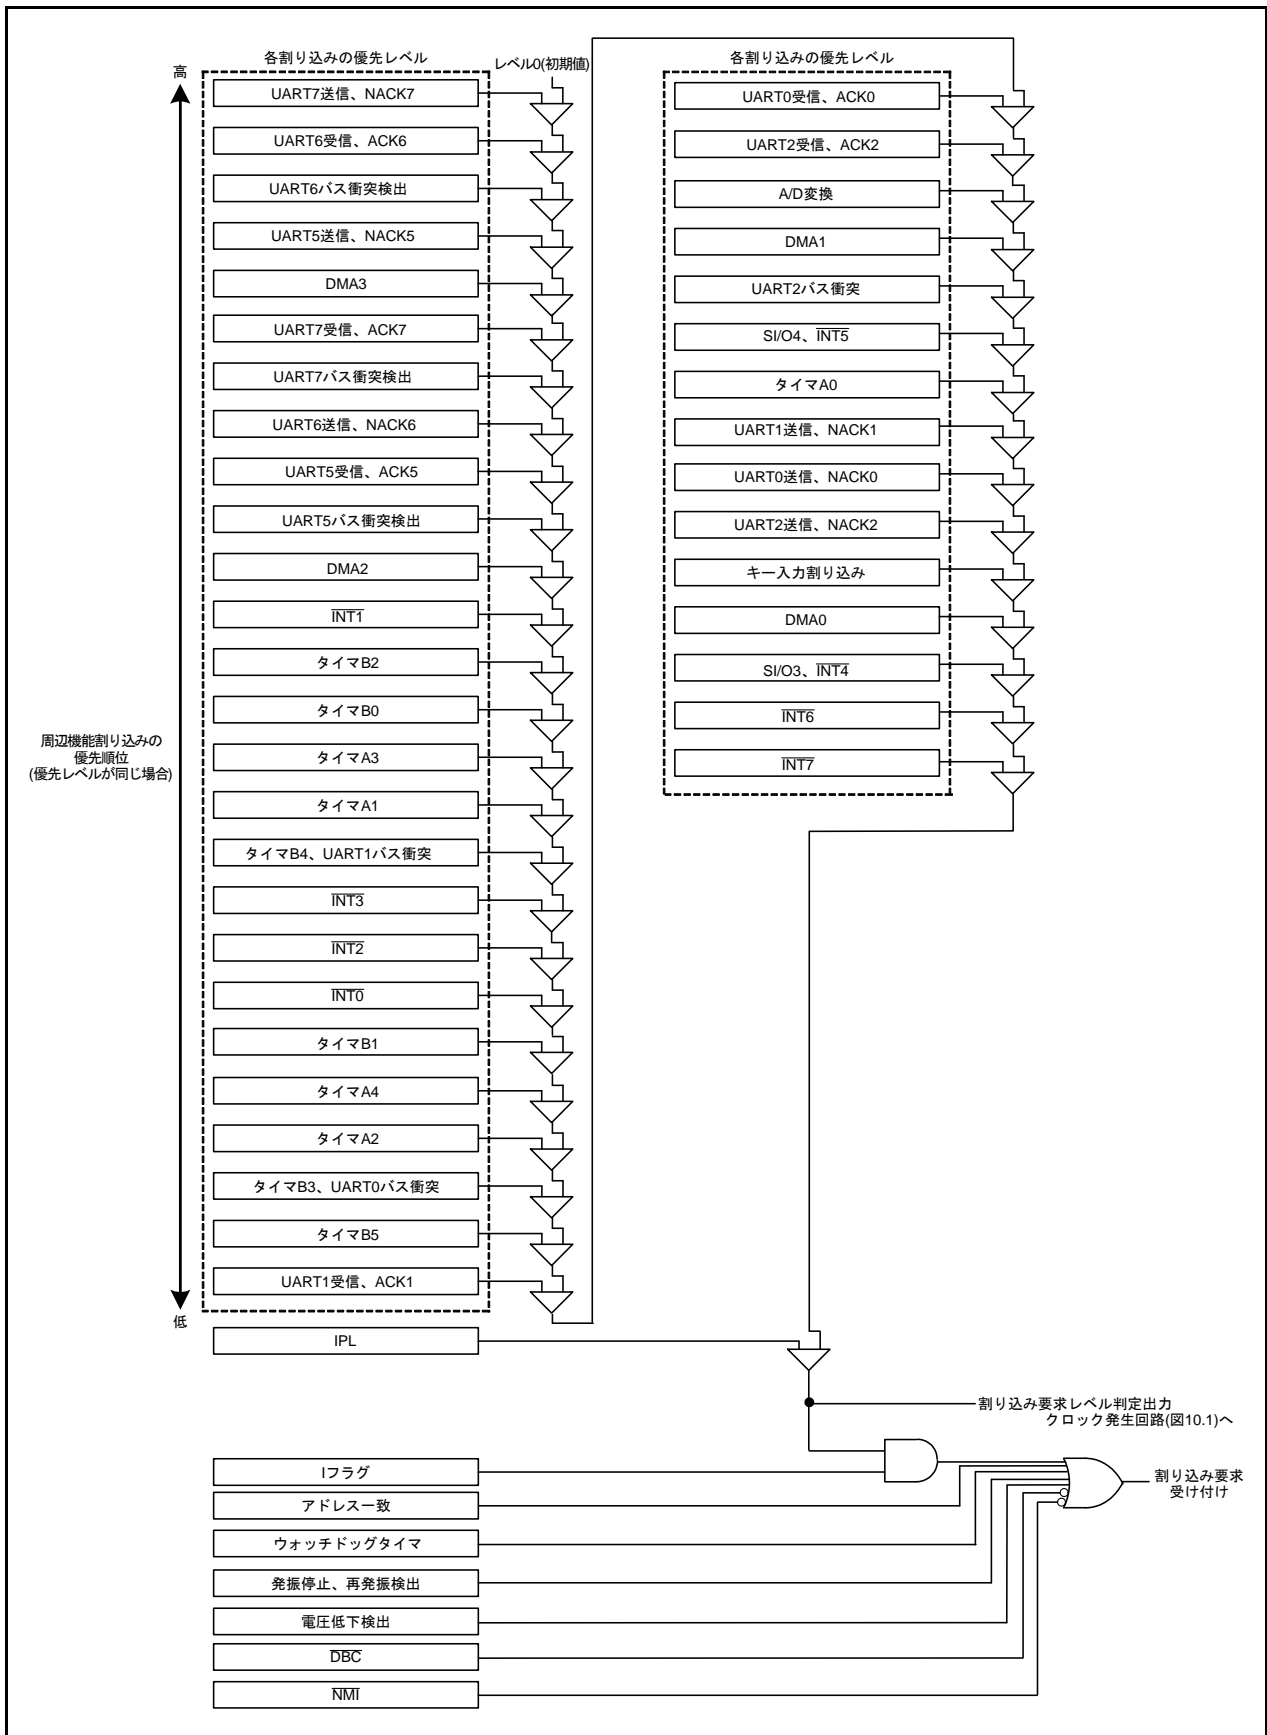 各割り込みの優先レベル
レベル0(初期値)
高
UART7送信、NACK7
UART6受信、ACK6
UART6バス衝突検出
UART5送信、NACK5
DMA3
UART7受信、ACK7
UART7バス衝突検出
UART6送信、NACK6
UART5受信、ACK5
UART5バス衝突検出
DMA2
INT1
タイマB2
タイマB0
タイマA3
タイマA1
タイマB4、UART1バス衝突
INT3
INT2
INT0
タイマB1
タイマA4
タイマA2
タイマB3、UART0バス衝突
タイマB5
UART1受信、ACK1
低
周辺機能割り込みの
優先順位
(優先レベルが同じ場合)
各割り込みの優先レベル
UART0受信、ACK0
UART2受信、ACK2
A/D変換
DMA1
UART2バス衝突
SI/O4、INT5
タイマA0
UART1送信、NACK1
UART0送信、NACK0
UART2送信、NACK2
キー入力割り込み
DMA0
SI/O3、INT4
INT6
INT7
IPL
割り込み要求レベル判定出力
クロック発生回路(図10.1)へ
Iフラグ
アドレス一致
ウォッチドッグタイマ
発振停止、再発振検出
電圧低下検出
DBC
NMI
割り込み要求
受け付け